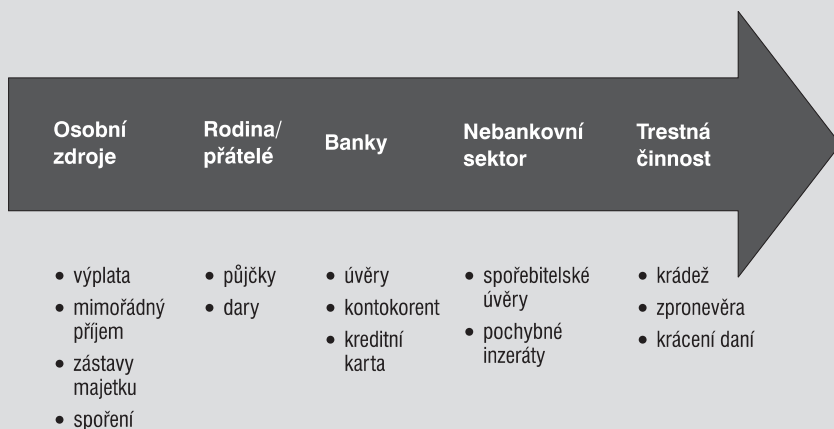 Osobní
zdroje
Rodina/
přátelé
Banky
Nebankovní
sektor
Trestná
činnost
• výplata
• mimořádný
příjem
• zástavy
majetku
• spoření
• půjčky
• dary
• úvěry
• kontokorent
• kreditní
karta
• spořebitelské
úvěry
• pochybné
inzeráty
• krádež
• zpronevěra
• krácení daní